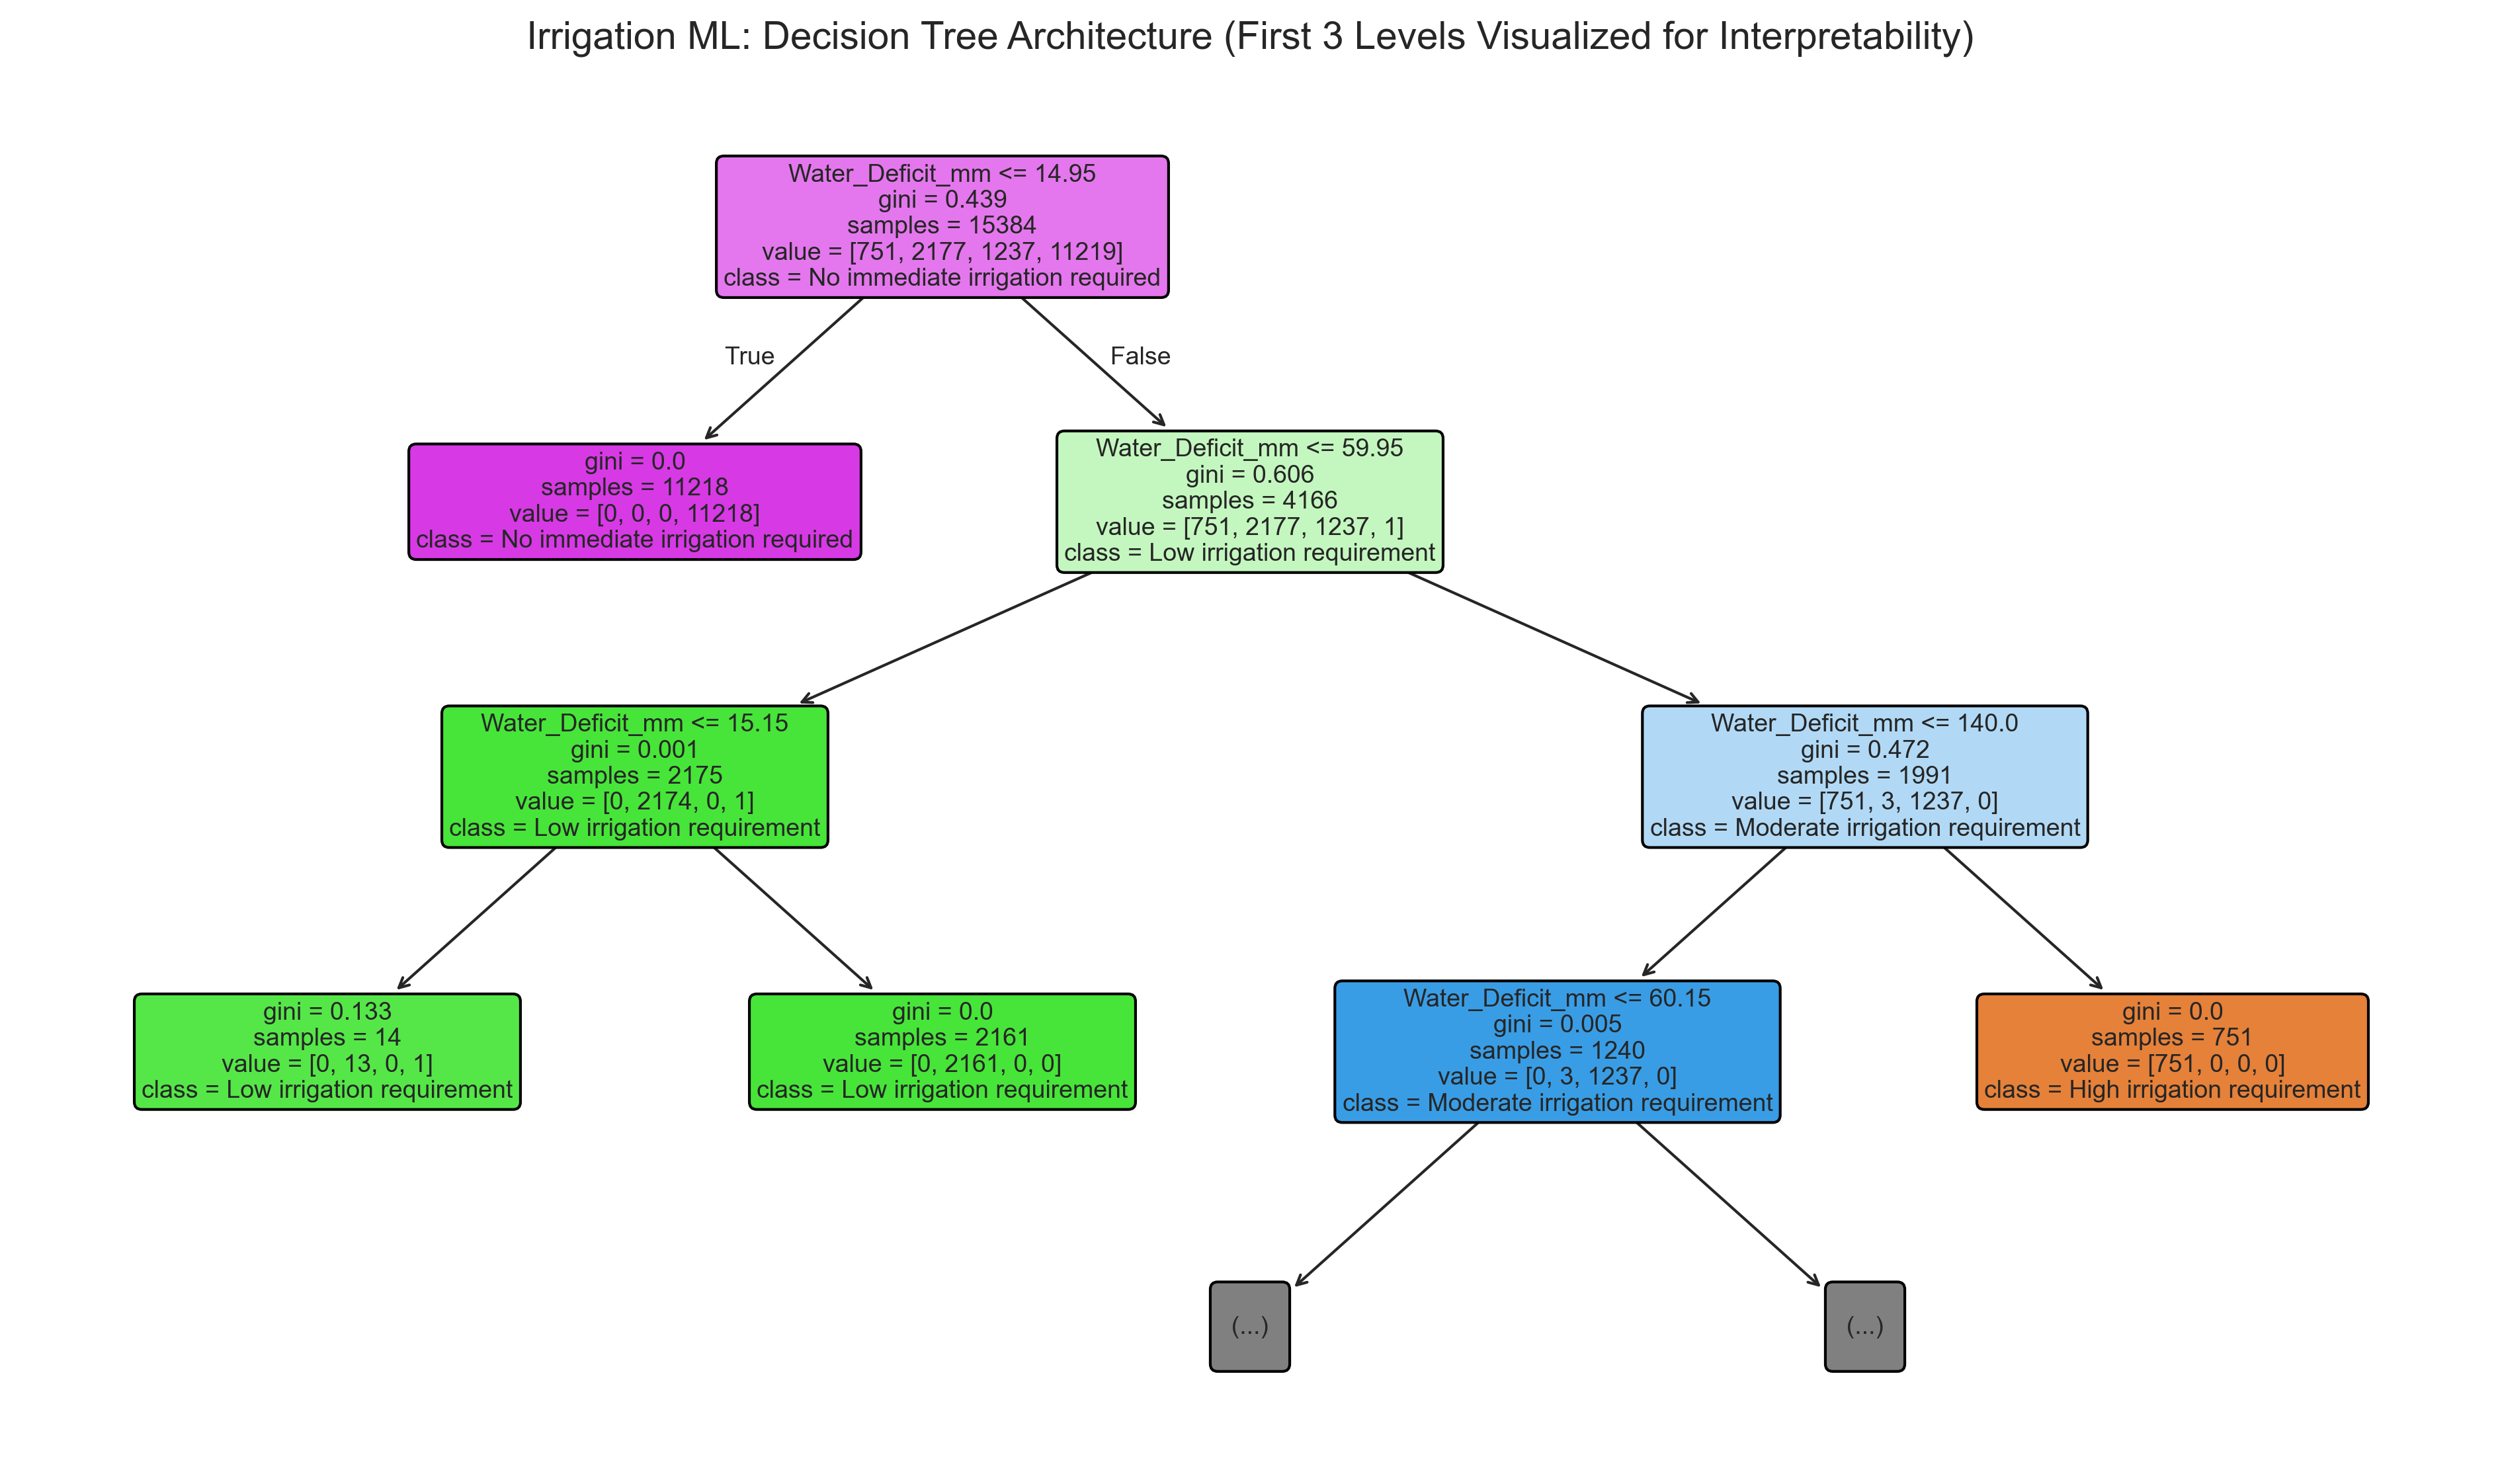 Irrigation ML: Decision Tree Architecture (First 3 Levels Visualized for Interpretability)
Water_Deficit_mm <= 14.95
gini = 0.439
samples = 15384
value = [751, 2177, 1237, 11219]
class = No immediate irrigation required
True
False
gini = 0.0
samples = 11218
value = [0, 0, 0, 11218]
class = No immediate irrigation required
Water_Deficit_mm <= 59.95
gini = 0.606
samples = 4166
value = [751, 2177, 1237, 1]
class = Low irrigation requirement
Water_Deficit_mm <= 15.15
gini = 0.001
samples = 2175
value = [0, 2174, 0, 1]
class = Low irrigation requirement
Water_Deficit_mm <= 140.0
gini = 0.472
samples = 1991
value = [751, 3, 1237, 0]
class = Moderate irrigation requirement
gini = 0.133
samples = 14
value = [0, 13, 0, 1]
class = Low irrigation requirement
gini = 0.0
samples = 2161
value = [0, 2161, 0, 0]
class = Low irrigation requirement
Water_Deficit_mm <= 60.15
gini = 0.005
samples = 1240
value = [0, 3, 1237, 0]
class = Moderate irrigation requirement
gini = 0.0
samples = 751
value = [751, 0, 0, 0]
class = High irrigation requirement
(...)
(...)